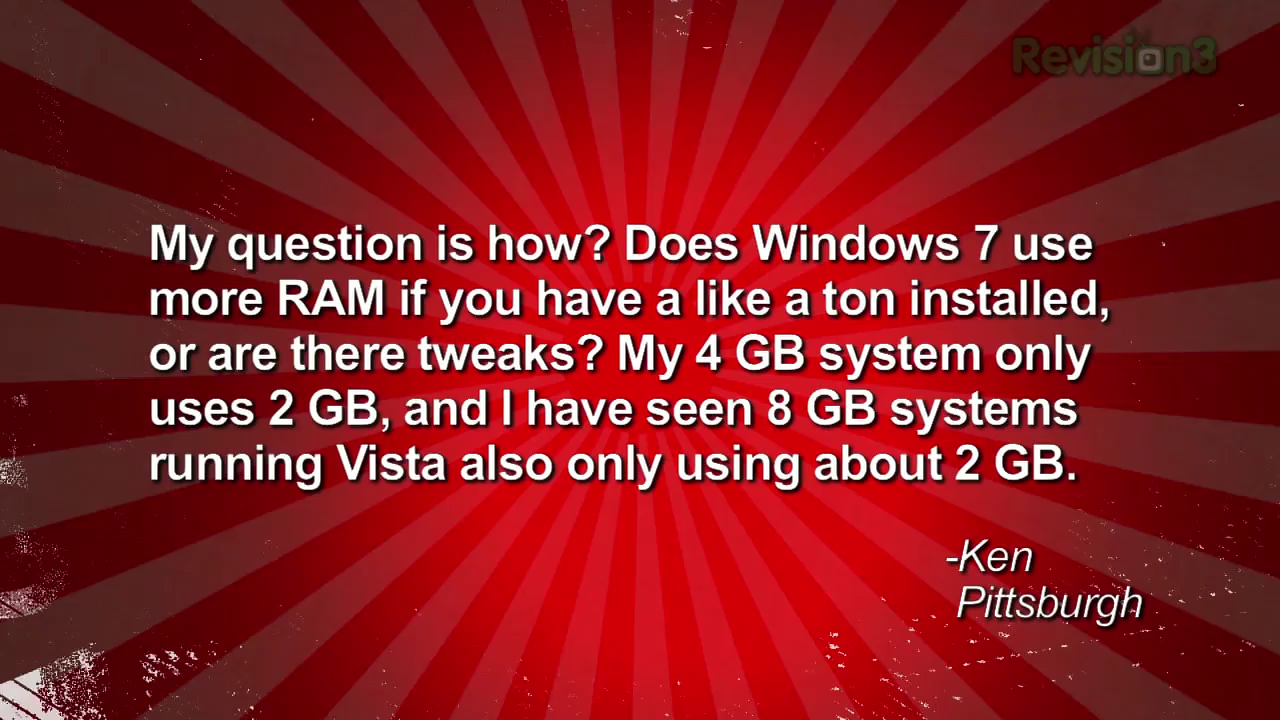 Revision3
My question is how? Does Windows 7 use
more RAM if you have a like a ton installed,
or are there tweaks? My 4 GB system only
uses 2 GB, and I have seen 8 GB systems
running Vista also only using about 2 GB.
-Ken
Pittsburgh